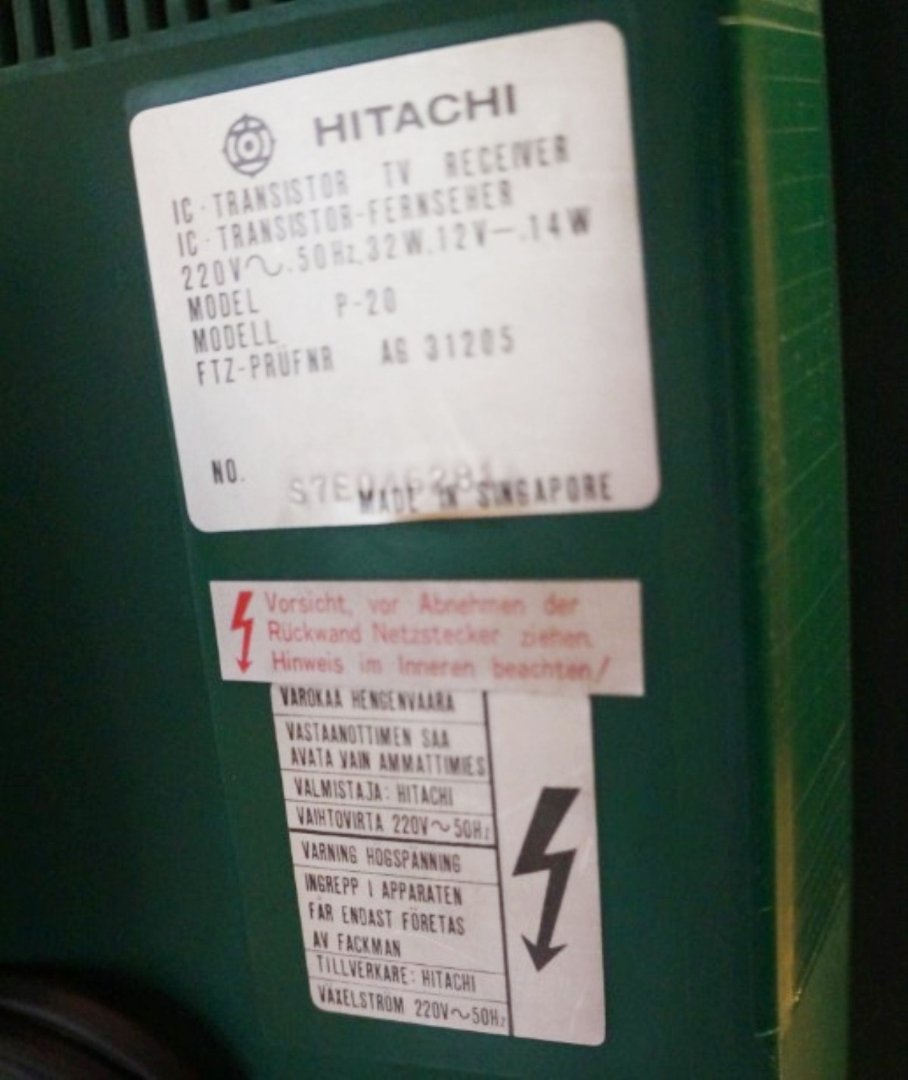 HITACHI
IC·TRANSISTOR TV RECEIVER
IC·TRANSISTOR-FERNSEHER
220V~.50Hz,32W.12V—.14W
MODEL P-20
MODELL
FTZ-PRÜFNR AG 31205
NO.
MADE IN SINGAPORE
Vorsicht, vor Abnehmen der
Rückwand Netzstecker ziehen.
Hinweis im Inneren beachten!
VAROKAA HENGENVAARA
VASTAANOTTIMEN SAA
AVATA VAIN AMMATTIMIES
VALMISTAJA: HITACHI
VAIHTOVIRTA 220V~50Hz
VARNING HÖGSPÄNNING
INGREPP I APPARATEN
FÅR ENDAST FÖRETAS
AV FACKMAN
TILLVERKARE: HITACHI
VÄXELSTRÖM 220V~50Hz